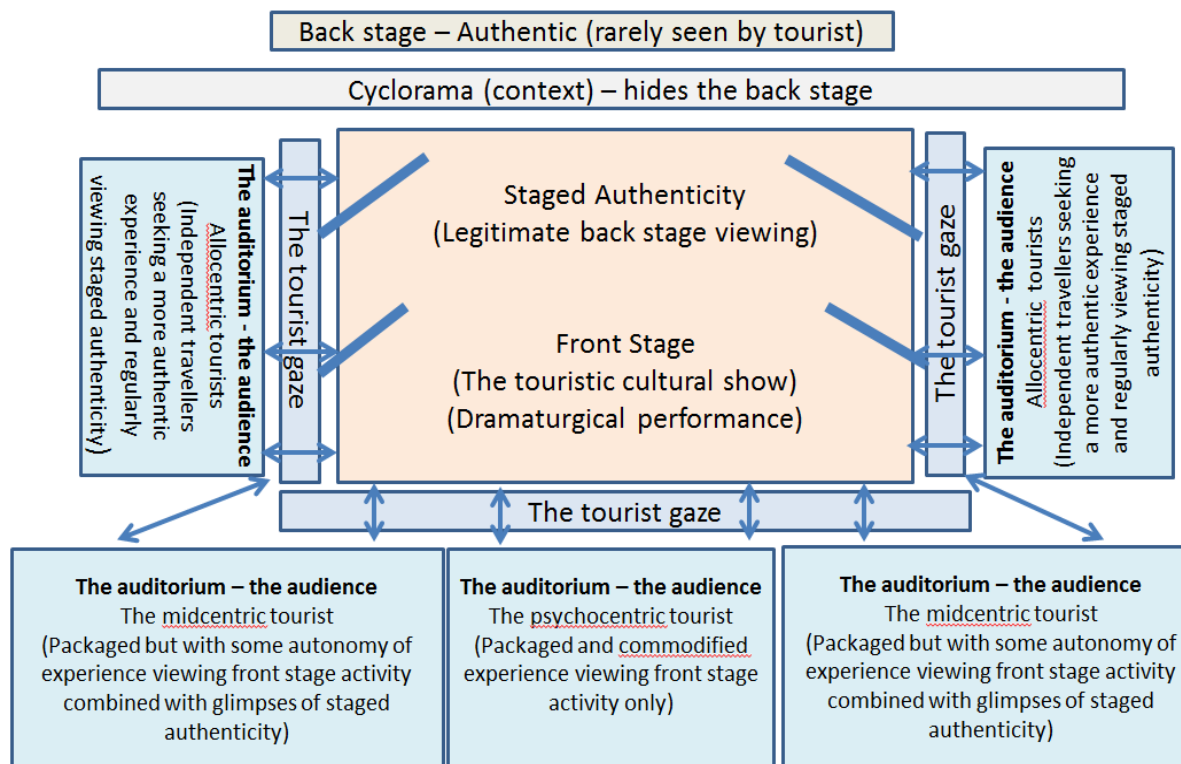 Back stage – Authentic (rarely seen by tourist)
Cyclorama (context) – hides the back stage
The auditorium - the audience
Allocentric tourists
(Independent travellers
seeking a more authentic
experience and regularly
viewing staged authenticity)
The tourist gaze
Staged Authenticity
(Legitimate back stage viewing)
Front Stage
(The touristic cultural show)
(Dramaturgical performance)
The tourist gaze
The auditorium - the audience
Allocentric tourists
(Independent travellers seeking
a more authentic experience
and regularly viewing staged
authenticity)
The tourist gaze
The auditorium – the audience
The midcentric tourist
(Packaged but with some autonomy of
experience viewing front stage activity
combined with glimpses of staged
authenticity)
The auditorium – the audience
The psychocentric tourist
(Packaged and commodified
experience viewing front stage
activity only)
The auditorium – the audience
The midcentric tourist
(Packaged but with some autonomy of
experience viewing front stage activity
combined with glimpses of staged
authenticity)